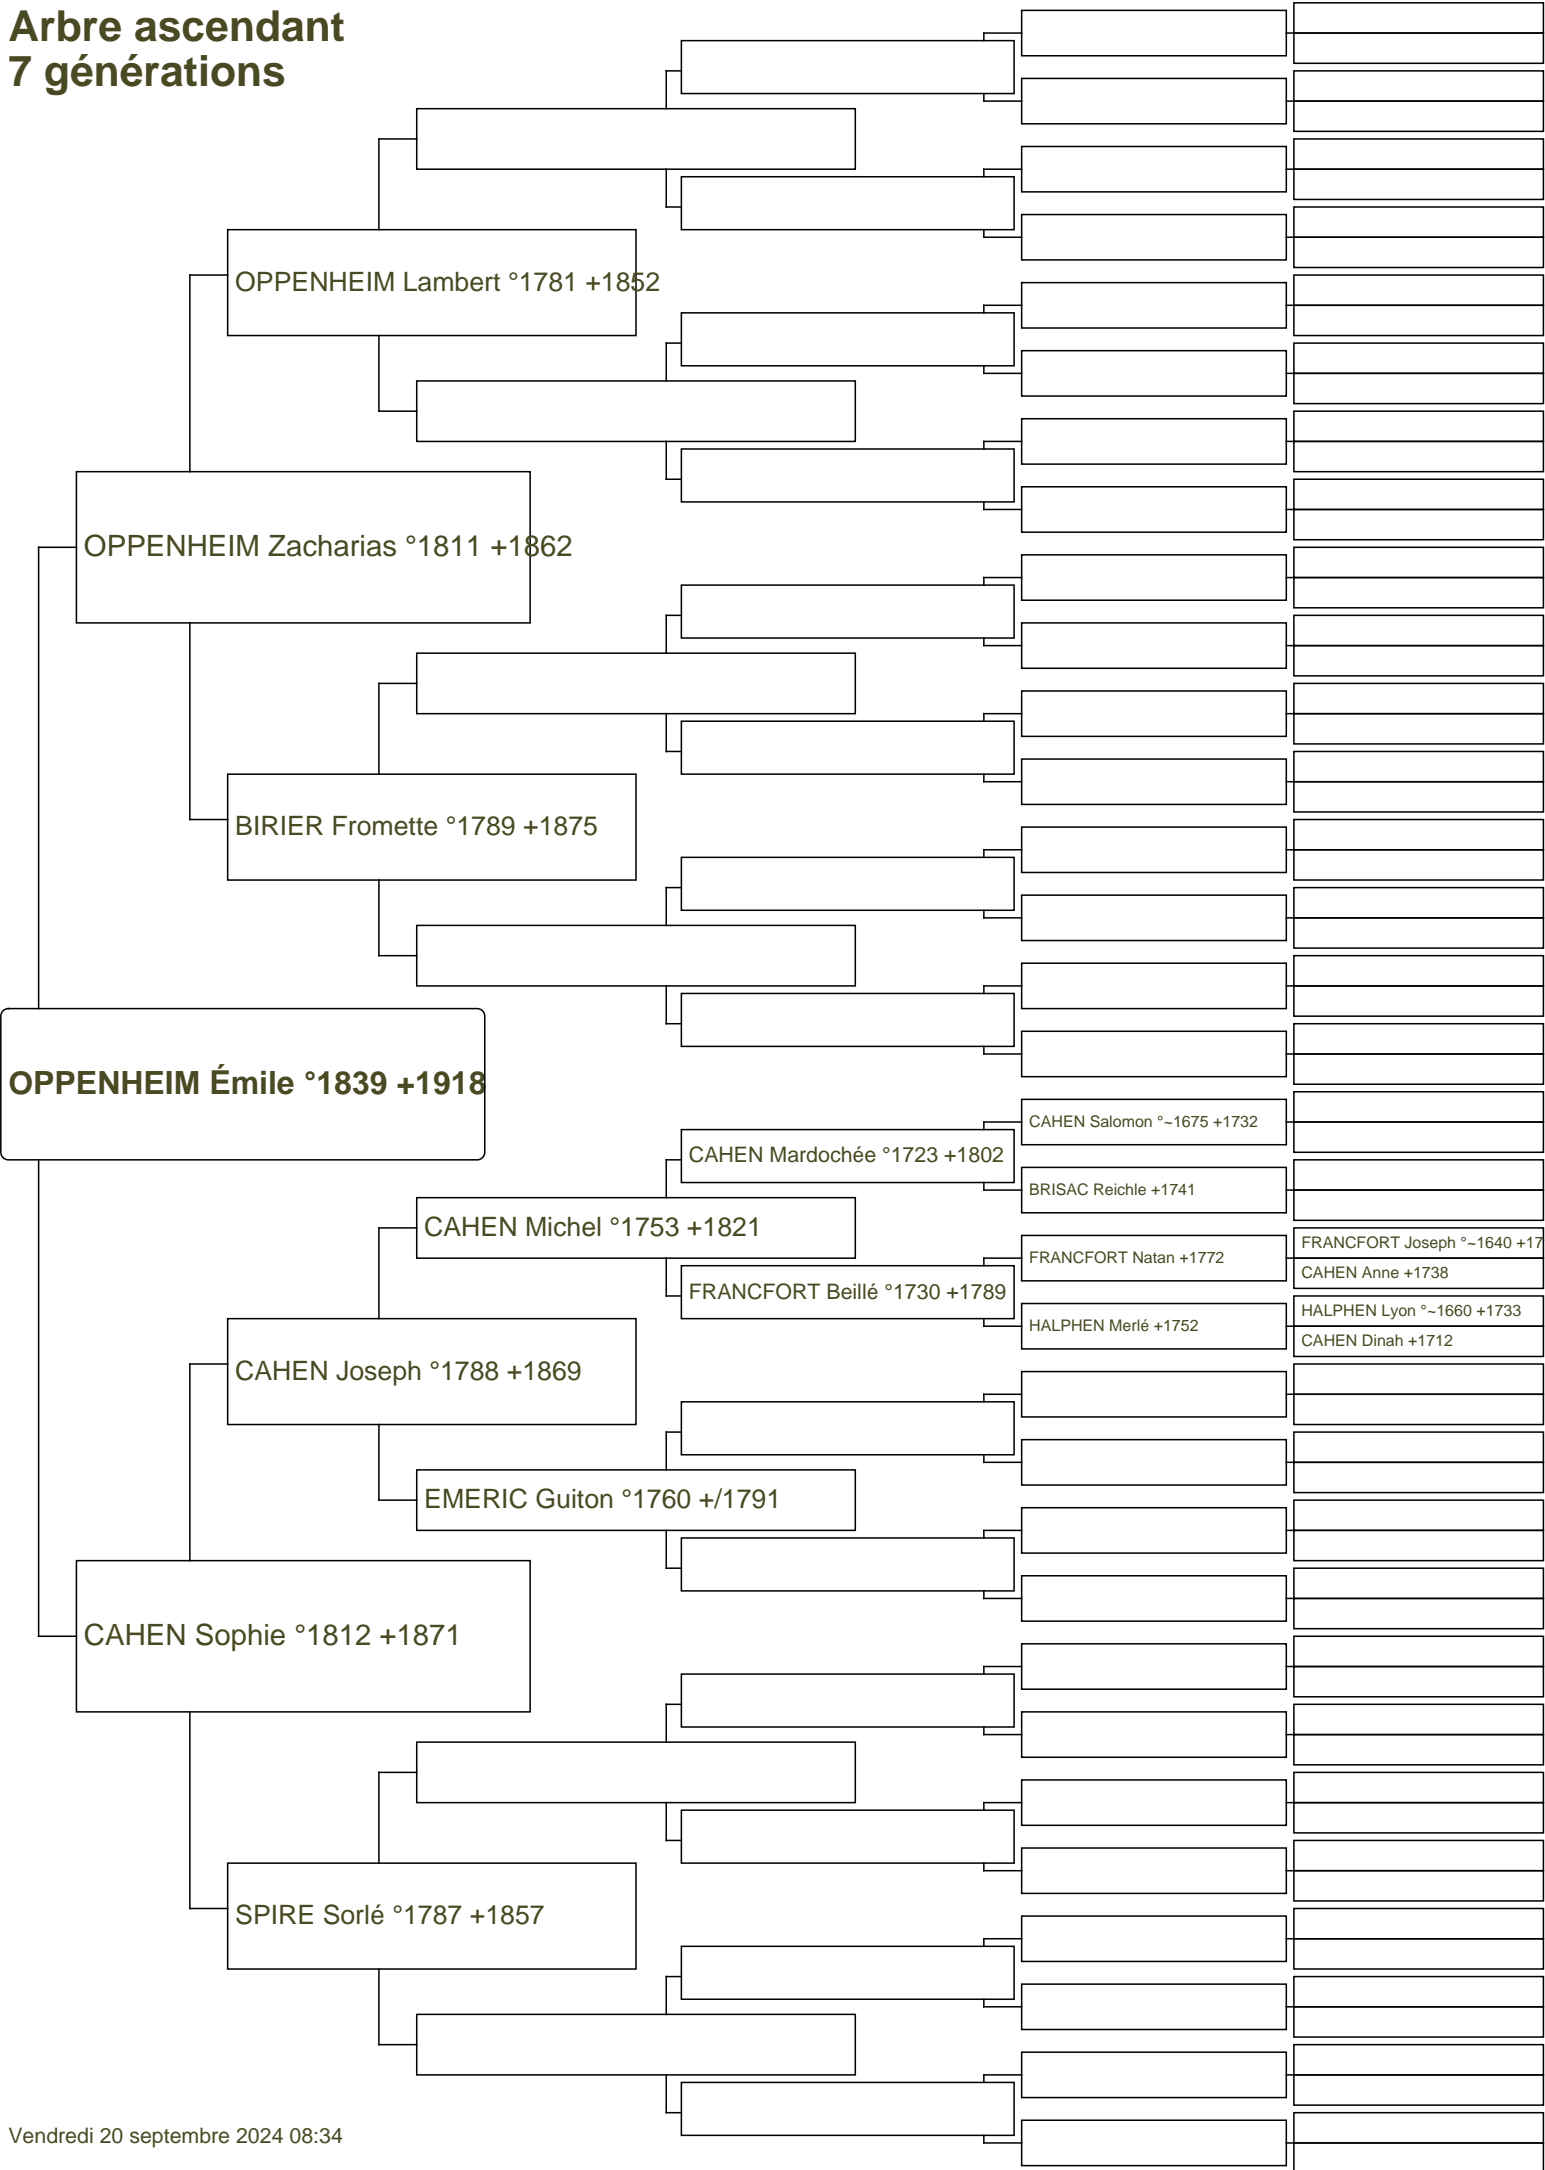 Arbre ascendant
7 générations
OPPENHEIM Lambert °1781 +1852
OPPENHEIM Zacharias °1811 +1862
BIRIER Fromette °1789 +1875
OPPENHEIM Émile °1839 +1918
CAHEN Salomon °~1675 +1732
CAHEN Mardochée °1723 +1802
BRISAC Reichle +1741
CAHEN Michel °1753 +1821
FRANCFORT Joseph °~1640 +17
FRANCFORT Natan +1772
CAHEN Anne +1738
FRANCFORT Beillé °1730 +1789
HALPHEN Lyon °~1660 +1733
HALPHEN Merlé +1752
CAHEN Dinah +1712
CAHEN Joseph °1788 +1869
EMERIC Guiton °1760 +/1791
CAHEN Sophie °1812 +1871
SPIRE Sorlé °1787 +1857
Vendredi 20 septembre 2024 08:34